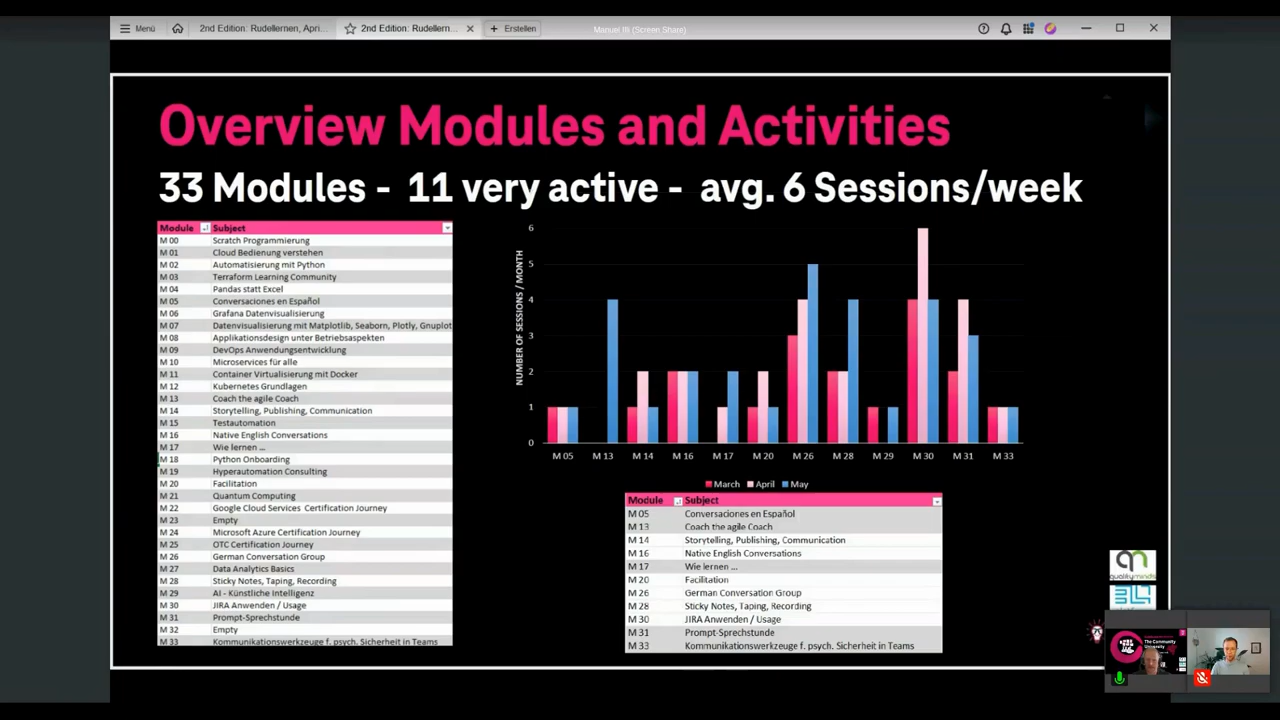 Menü
2nd Edition: Rudellernen, Apri...
2nd Edition: Rudellern...
Erstellen
Manuel Illi (Screen Share)
Overview Modules and Activities
33 Modules - 11 very active - avg. 6 Sessions/week
Module Subject
M 00 Scratch Programmierung
M 01 Cloud Bedienung verstehen
M 02 Automatisierung mit Python
M 03 Terraform Learning Community
M 04 Pandas statt Excel
M 05 Conversaciones en Español
M 06 Grafana Datenvisualisierung
M 07 Datenvisualisierung mit Matplotlib, Seaborn, Plotly, Gnuplot
M 08 Applikationsdesign unter Betriebsaspekten
M 09 DevOps Anwendungsentwicklung
M 10 Microservices für alle
M 11 Container Virtualisierung mit Docker
M 12 Kubernetes Grundlagen
M 13 Coach the agile Coach
M 14 Storytelling, Publishing, Communication
M 15 Testautomation
M 16 Native English Conversations
M 17 Wie lernen ...
M 18 Python Onboarding
M 19 Hyperautomation Consulting
M 20 Facilitation
M 21 Quantum Computing
M 22 Google Cloud Services Certification Journey
M 23 Empty
M 24 Microsoft Azure Certification Journey
M 25 OTC Certification Journey
M 26 German Conversation Group
M 27 Data Analytics Basics
M 28 Sticky Notes, Taping, Recording
M 29 AI - Künstliche Intelligenz
M 30 JIRA Anwenden / Usage
M 31 Prompt-Sprechstunde
M 32 Empty
M 33 Kommunikationswerkzeuge f. psych. Sicherheit in Teams
NUMBER OF SESSIONS / MONTH
6
5
4
3
2
1
0
M 05 M 13 M 14 M 16 M 17 M 20 M 26 M 28 M 29 M 30 M 31 M 33
March April May
Module Subject
M 05 Conversaciones en Español
M 13 Coach the agile Coach
M 14 Storytelling, Publishing, Communication
M 16 Native English Conversations
M 17 Wie lernen ...
M 20 Facilitation
M 26 German Conversation Group
M 28 Sticky Notes, Taping, Recording
M 30 JIRA Anwenden / Usage
M 31 Prompt-Sprechstunde
M 33 Kommunikationswerkzeuge f. psych. Sicherheit in Teams
qualityminds
The Community
University